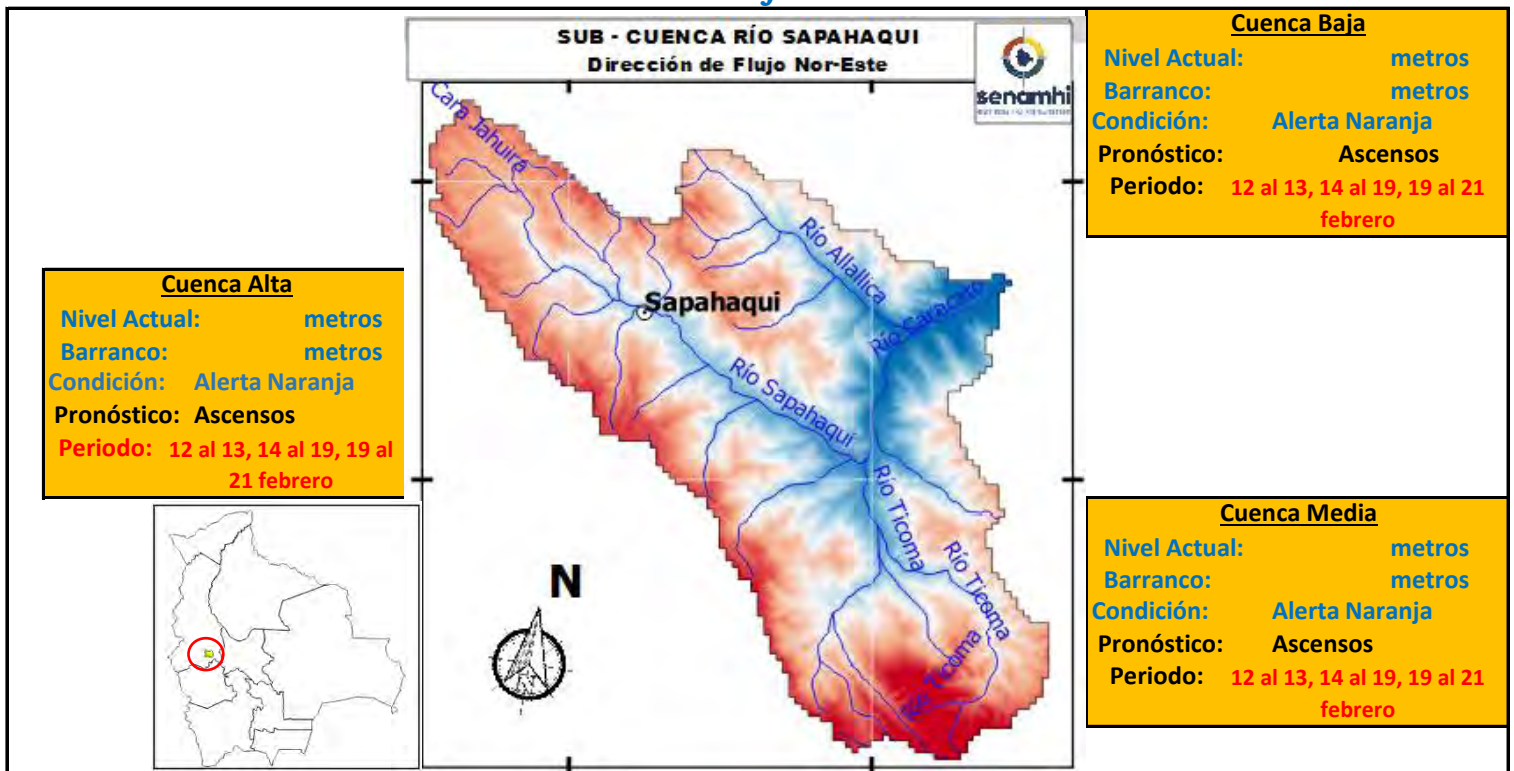 SUB - CUENCA RÍO SAPAHAQUI
Dirección de Flujo Nor-Este
senamhi
Cuenca Baja
Nivel Actual: metros
Barranco: metros
Condición: Alerta Naranja
Pronóstico: Ascensos
Periodo: 12 al 13, 14 al 19, 19 al 21
febrero
Cuenca Alta
Nivel Actual: metros
Barranco: metros
Condición: Alerta Naranja
Pronóstico: Ascensos
Periodo: 12 al 13, 14 al 19, 19 al
21 febrero
Cara Jahuira
Río Allallica
Río Saracato
Sapahaqui
Río Sapahaqui
Río Ticoma
Río Ticoma
Río Ticoma
N
Cuenca Media
Nivel Actual: metros
Barranco: metros
Condición: Alerta Naranja
Pronóstico: Ascensos
Periodo: 12 al 13, 14 al 19, 19 al 21
febrero